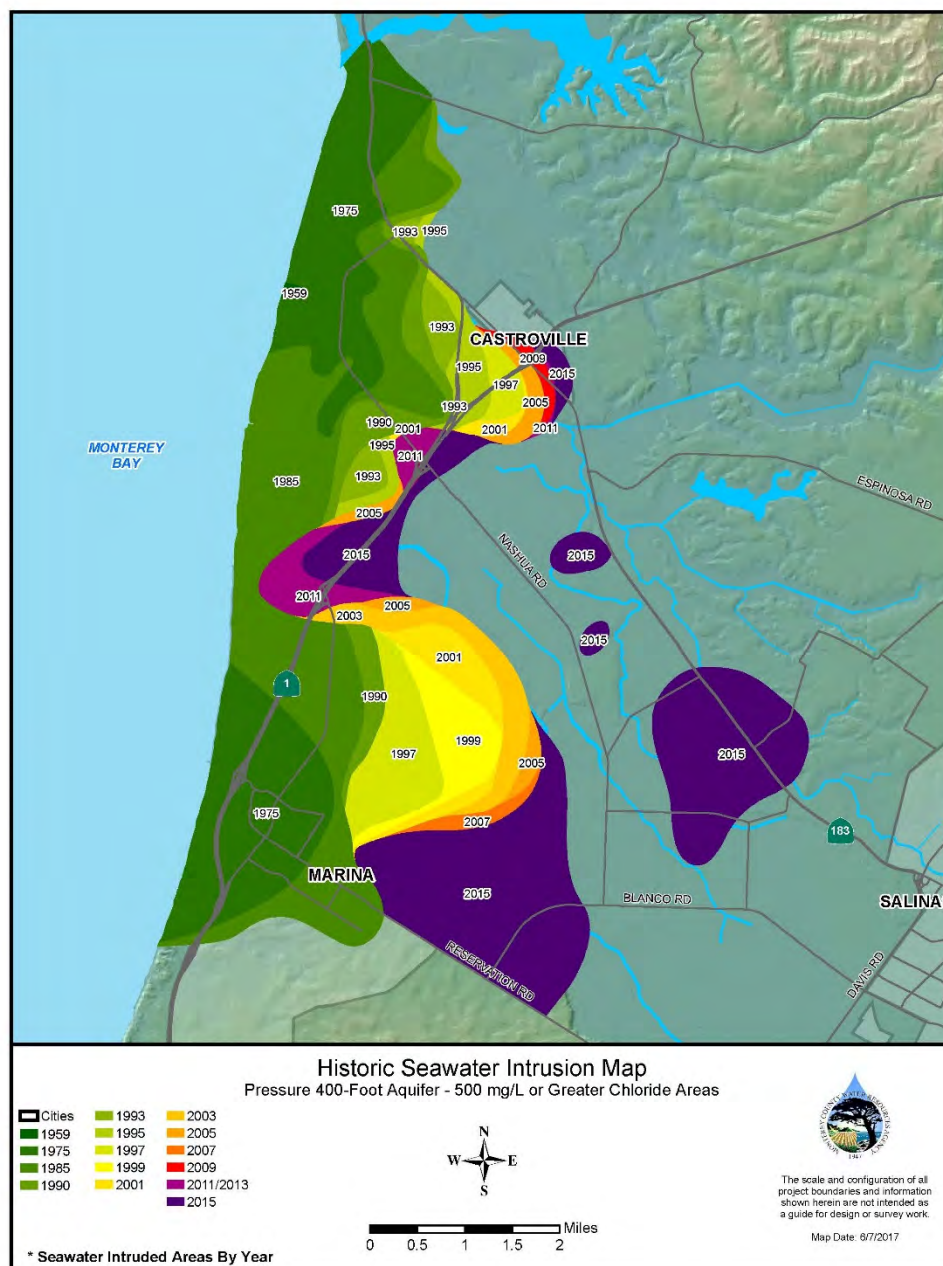 1975
1993
1995
1959
1993
CASTROVILLE
2009
1995
2015
1997
2005
1993
1990
2001
2001
2011
MONTEREY
BAY
1995
2011
1993
1985
ESPINOSA RD
2005
NASHUA RD
2015
2015
2011
2005
2003
2015
2001
1
1990
1999
2015
1997
2005
1975
2007
183
MARINA
2015
BLANCO RD
SALINA
RESERVATION RD
DAVIS RD
Historic Seawater Intrusion Map
Pressure 400-Foot Aquifer - 500 mg/L or Greater Chloride Areas
Cities
1959
1975
1985
1990
1993
1995
1997
1999
2001
2003
2005
2007
2009
2011/2013
2015
N
W E
S
Miles
0 0.5 1 1.5 2
* Seawater Intruded Areas By Year
MONTEREY COUNTY WATER RESOURCES AGENCY
1947
The scale and configuration of all
project boundaries and information
shown herein are not intended as
a guide for design or survey work.
Map Date: 6/7/2017